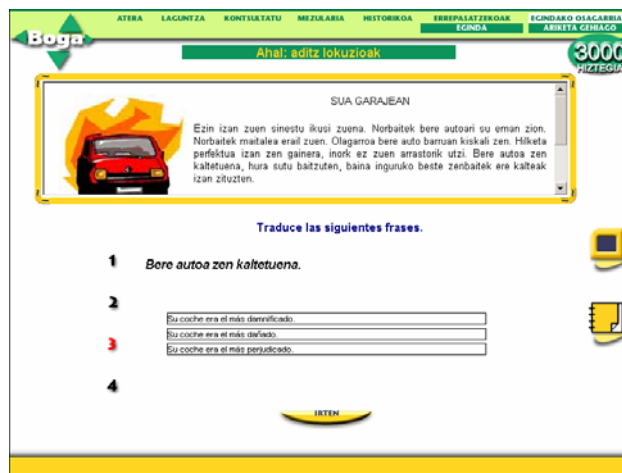 ATERA LAGUNTZA KONTSULTATU MEZULARIA HISTORIKOA ERREPASATZEKOAK EGINDAKO OSAGARRIA
EGINDA ARIKETA GEHIAGO
Boga
Ahal: aditz lokuzioak
3000
HIZTEGIA
SUA GARAJEAN
Ezin izan zuen sinestu ikusi zuena. Norbaitek bere autoari su eman zion.
Norbaitek maitalea erail zuen. Olagarroa bere auto barruan kiskali zen. Hilketa
perfektua izan zen gainera, inork ez zuen arrastorik utzi. Bere autoa zen
kaltetuena, hura sutu baitzuten, baina inguruko beste zenbaitek ere kalteak
izan zituzten.
Traduce las siguientes frases.
1 Bere autoa zen kaltetuena.
2
Su coche era el más damnificado.
Su coche era el más dañado.
3
Su coche era el más perjudicado.
4
IRTEN